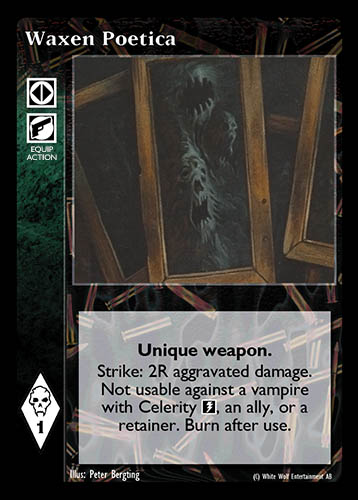 Waxen Poetica
EQUIP
ACTION
Unique weapon.
Strike: 2R aggravated damage.
Not usable against a vampire
with Celerity , an ally, or a
retainer. Burn after use.
1
Illus: Peter Bergting
(C) White Wolf Entertainment AB